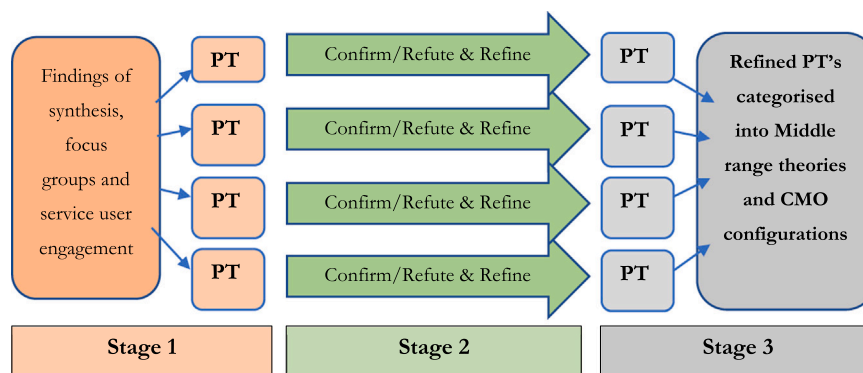 Findings of
synthesis,
focus
groups and
service user
engagement
PT
PT
PT
PT
Confirm/Refute & Refine
Confirm/Refute & Refine
Confirm/Refute & Refine
Confirm/Refute & Refine
PT
PT
PT
PT
Refined PT's
categorised
into Middle
range theories
and CMO
configurations
Stage 1
Stage 2
Stage 3